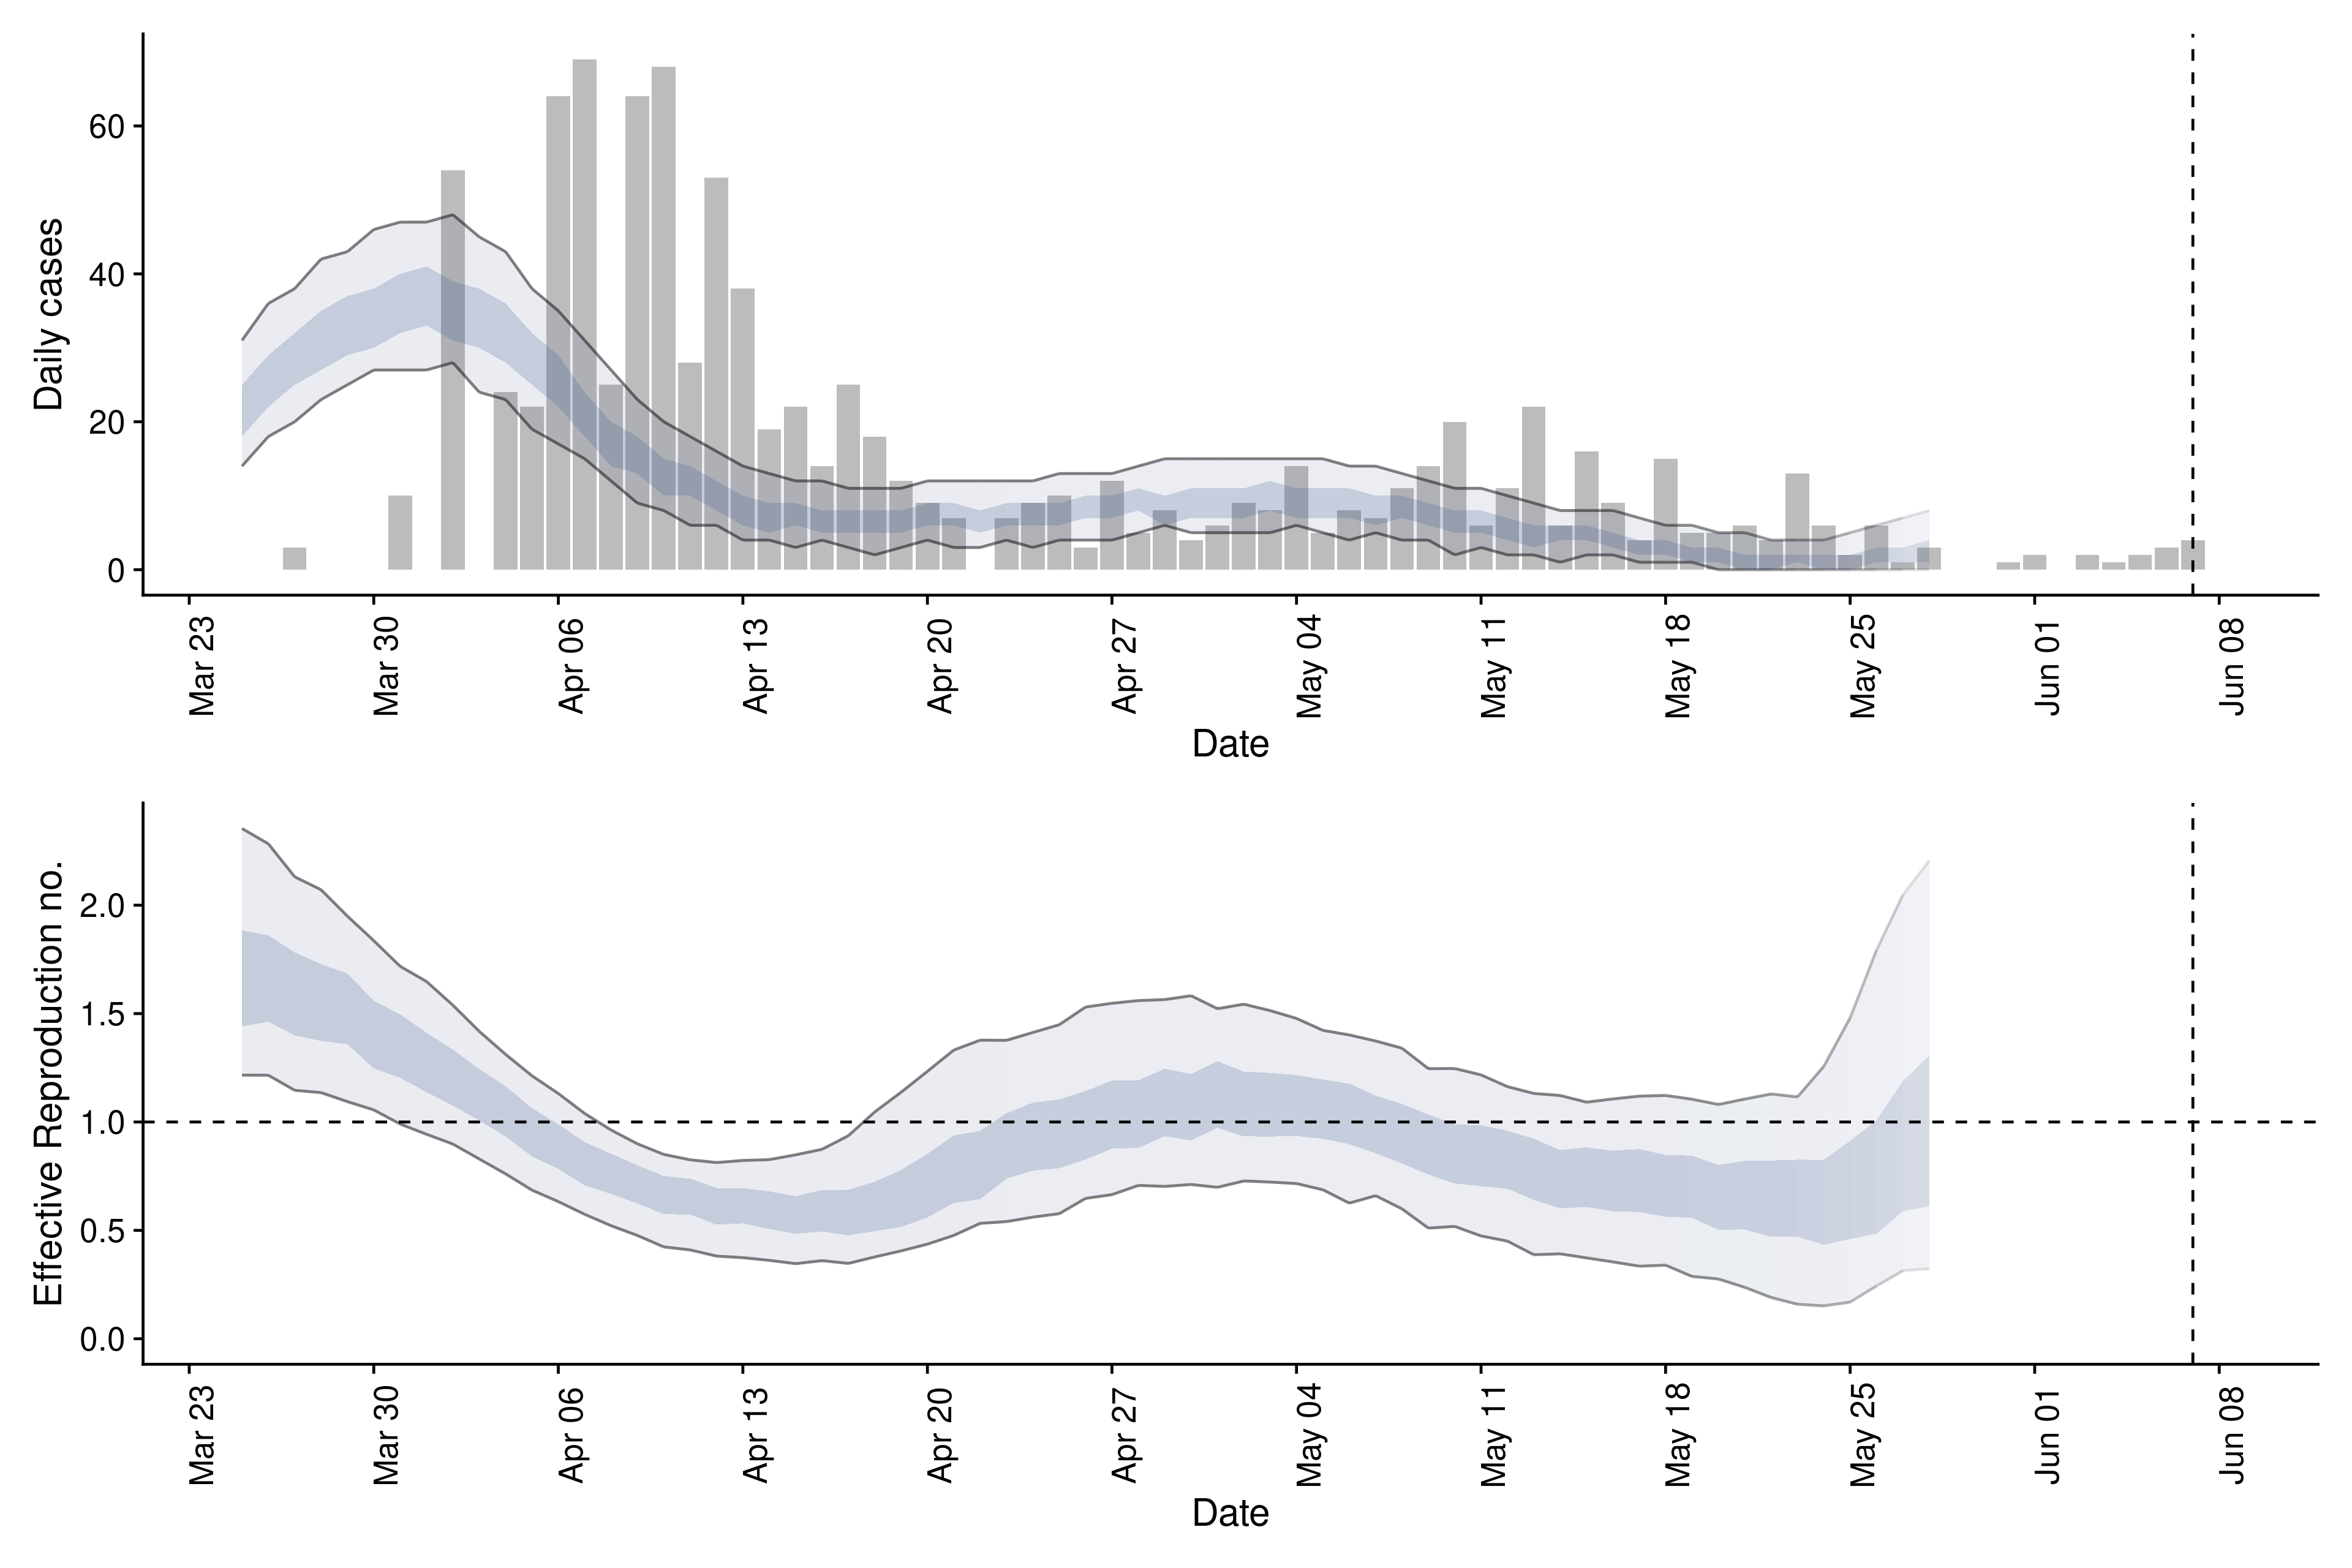 Daily cases
60
40
20
0
Mar 23
Mar 30
Apr 06
Apr 13
Apr 20
Apr 27
May 04
May 11
May 18
May 25
Jun 01
Jun 08
Date
Effective Reproduction no.
2.0
1.5
1.0
0.5
0.0
Mar 23
Mar 30
Apr 06
Apr 13
Apr 20
Apr 27
May 04
May 11
May 18
May 25
Jun 01
Jun 08
Date